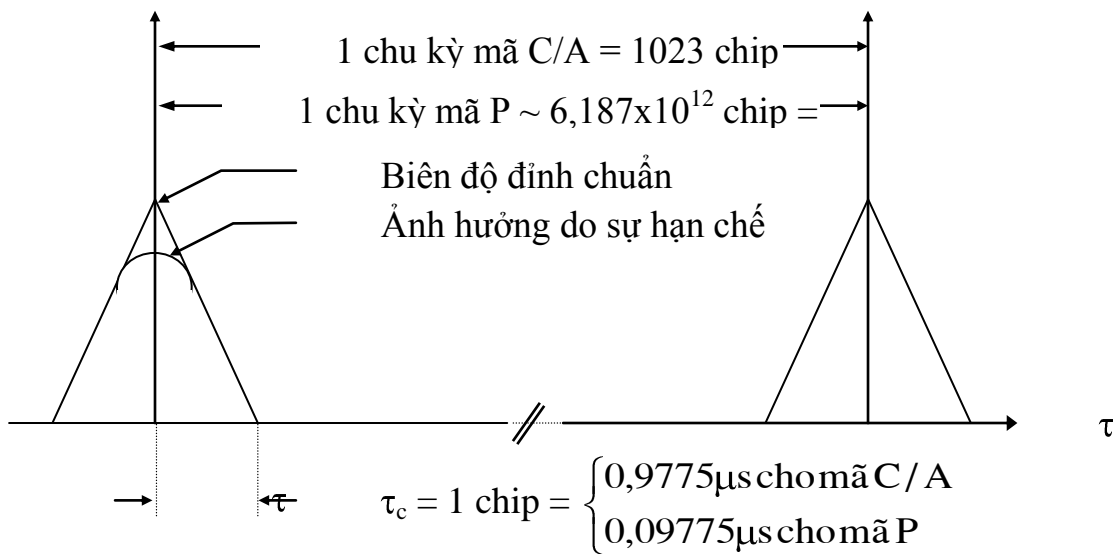 1 chu kỳ mã C/A = 1023 chip
1 chu kỳ mã P ~ 6,187x10¹² chip =
Biên độ đỉnh chuẩn
Ảnh hưởng do sự hạn chế
τ
τ
τc = 1 chip = {0,9775μs cho mã C/A
0,09775μs cho mã P